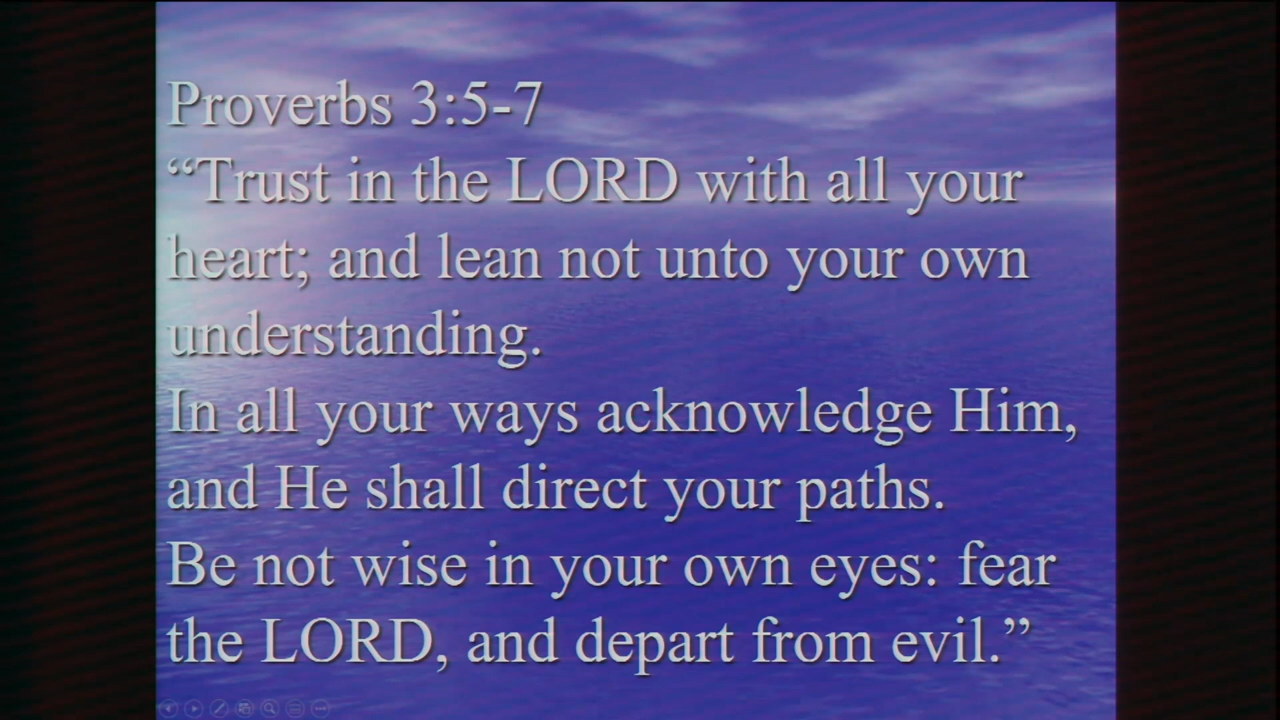 Proverbs 3:5-7
“Trust in the LORD with all your
heart; and lean not unto your own
understanding.
In all your ways acknowledge Him,
and He shall direct your paths.
Be not wise in your own eyes: fear
the LORD, and depart from evil.”